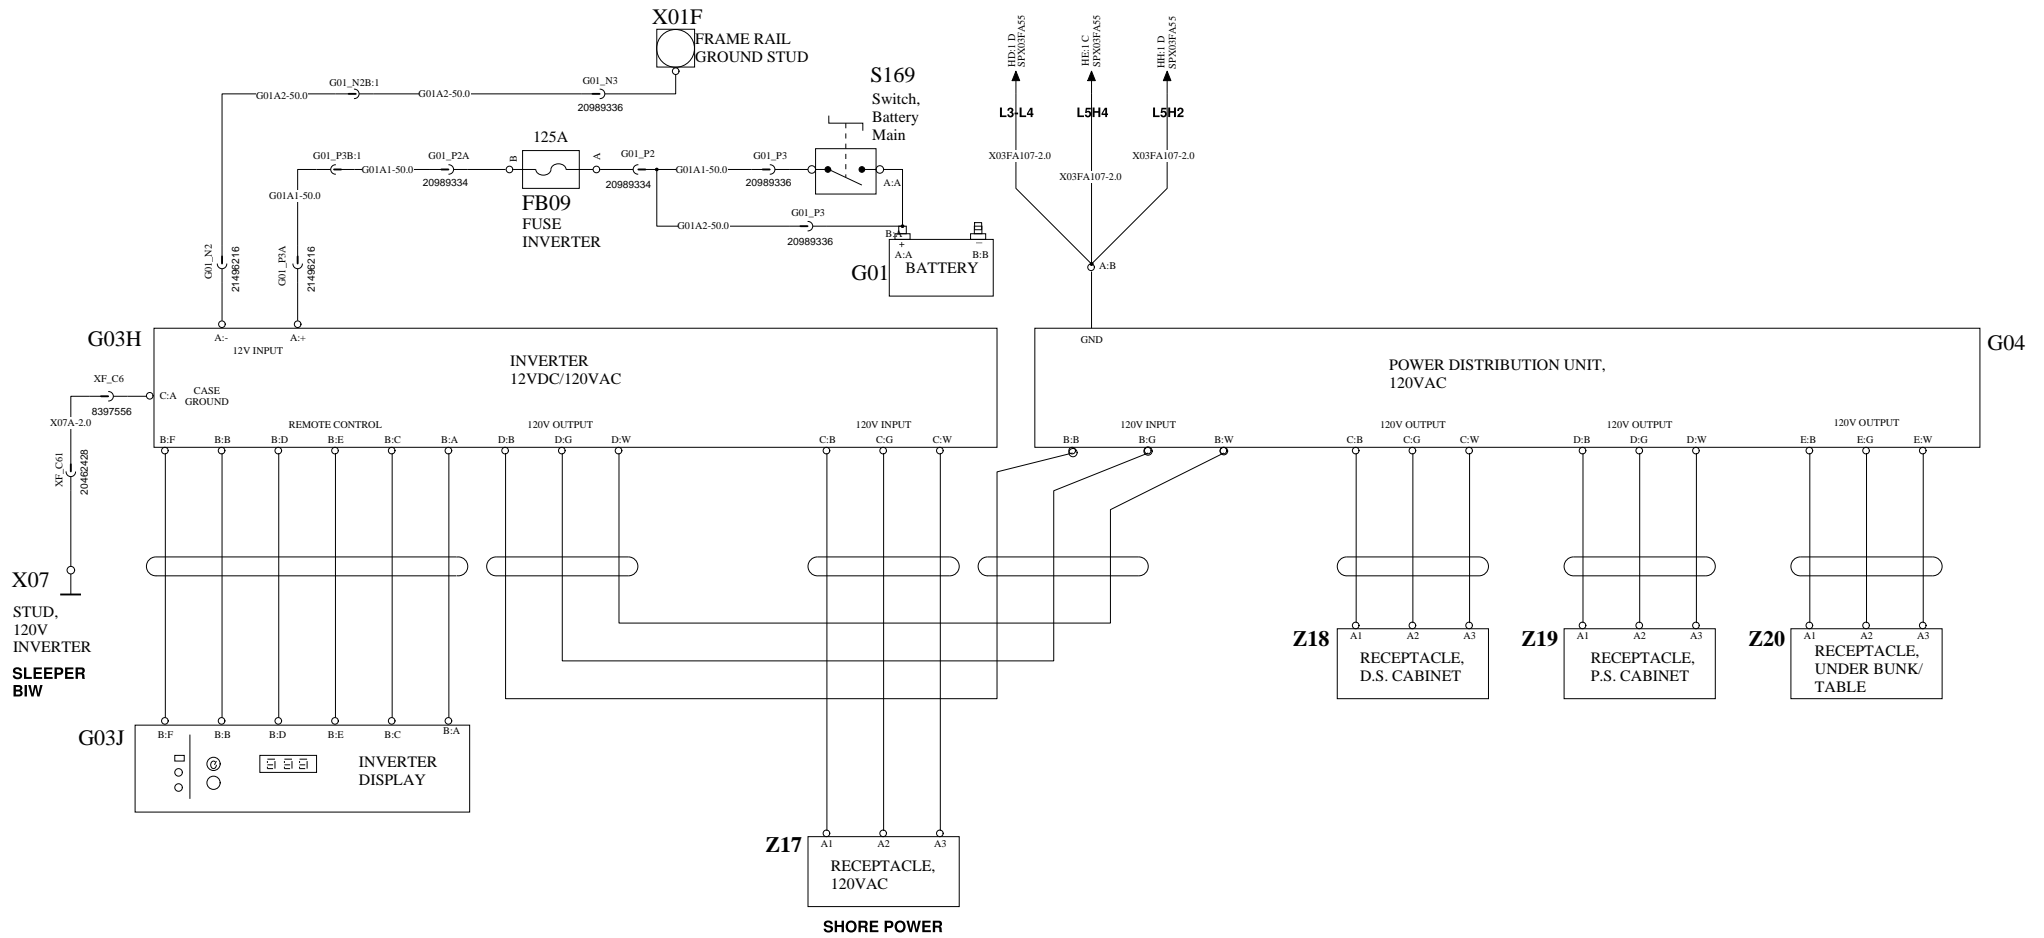 X01F
FRAME RAIL
GROUND STUD
G01A2-50.0
G01_N2B:1
G01A2-50.0
G01_N3
20989336
S169
Switch,
Battery
Main
HD:1 D
SPX03FA55
HE:1 C
SPX03FA55
HH:1 D
SPX03FA55
L3-L4
L5H4
L5H2
X03FA107-2.0
X03FA107-2.0
X03FA107-2.0
A:B
125A
G01_P3B:1
G01A1-50.0
G01_P2A
20989334
B
A
G01_P2
20989334
G01A1-50.0
G01_P3
20989336
A:A
G01A1-50.0
FB09
FUSE
INVERTER
G01A2-50.0
G01_P3
20989336
B:A
+
A:A
−
B:B
G01
BATTERY
G01_N2
21496216
G01_P3A
21496216
G03H
A:-
A:+
12V INPUT
INVERTER
12VDC/120VAC
CASE
GROUND
C:A
XF_C6
8397556
X07A-2.0
XF_C61
20462428
REMOTE CONTROL
B:F
B:B
B:D
B:E
B:C
B:A
120V OUTPUT
D:B
D:G
D:W
120V INPUT
C:B
C:G
C:W
G04
GND
POWER DISTRIBUTION UNIT,
120VAC
120V INPUT
B:B
B:G
B:W
120V OUTPUT
C:B
C:G
C:W
120V OUTPUT
D:B
D:G
D:W
120V OUTPUT
E:B
E:G
E:W
X07
STUD,
120V
INVERTER
SLEEPER
BIW
Z18
A1
A2
A3
RECEPTACLE,
D.S. CABINET
Z19
A1
A2
A3
RECEPTACLE,
P.S. CABINET
Z20
A1
A2
A3
RECEPTACLE,
UNDER BUNK/
TABLE
G03J
B:F
B:B
B:D
B:E
B:C
B:A
INVERTER
DISPLAY
Z17
A1
A2
A3
RECEPTACLE,
120VAC
SHORE POWER